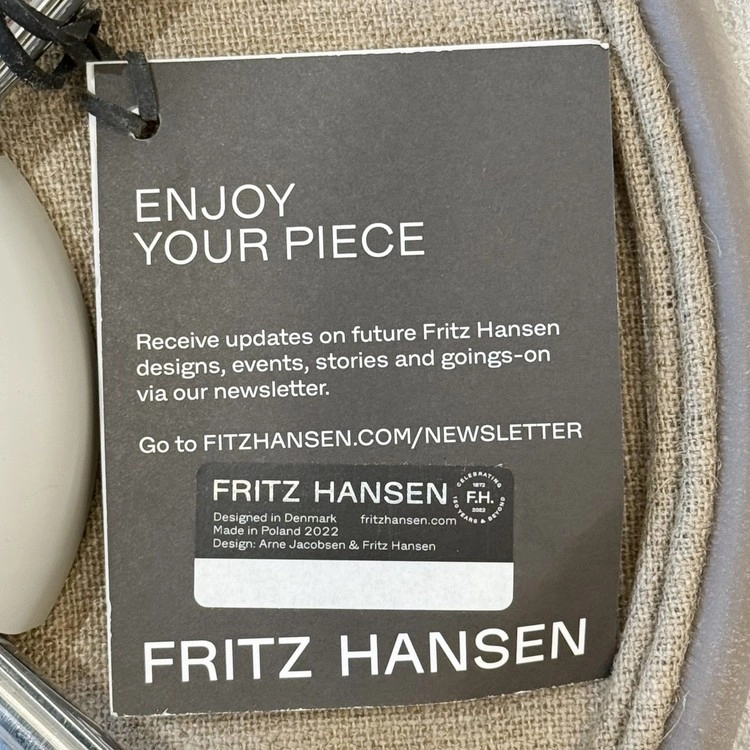 ENJOY
YOUR PIECE
Receive updates on future Fritz Hansen
designs, events, stories and goings-on
via our newsletter.
Go to FITZHANSEN.COM/NEWSLETTER
FRITZ HANSEN
Designed in Denmark fritzhansen.com
Made in Poland 2022
Design: Arne Jacobsen & Fritz Hansen
CELEBRATING
1872
F.H.
2022
150 YEARS & BEYOND
FRITZ HANSEN